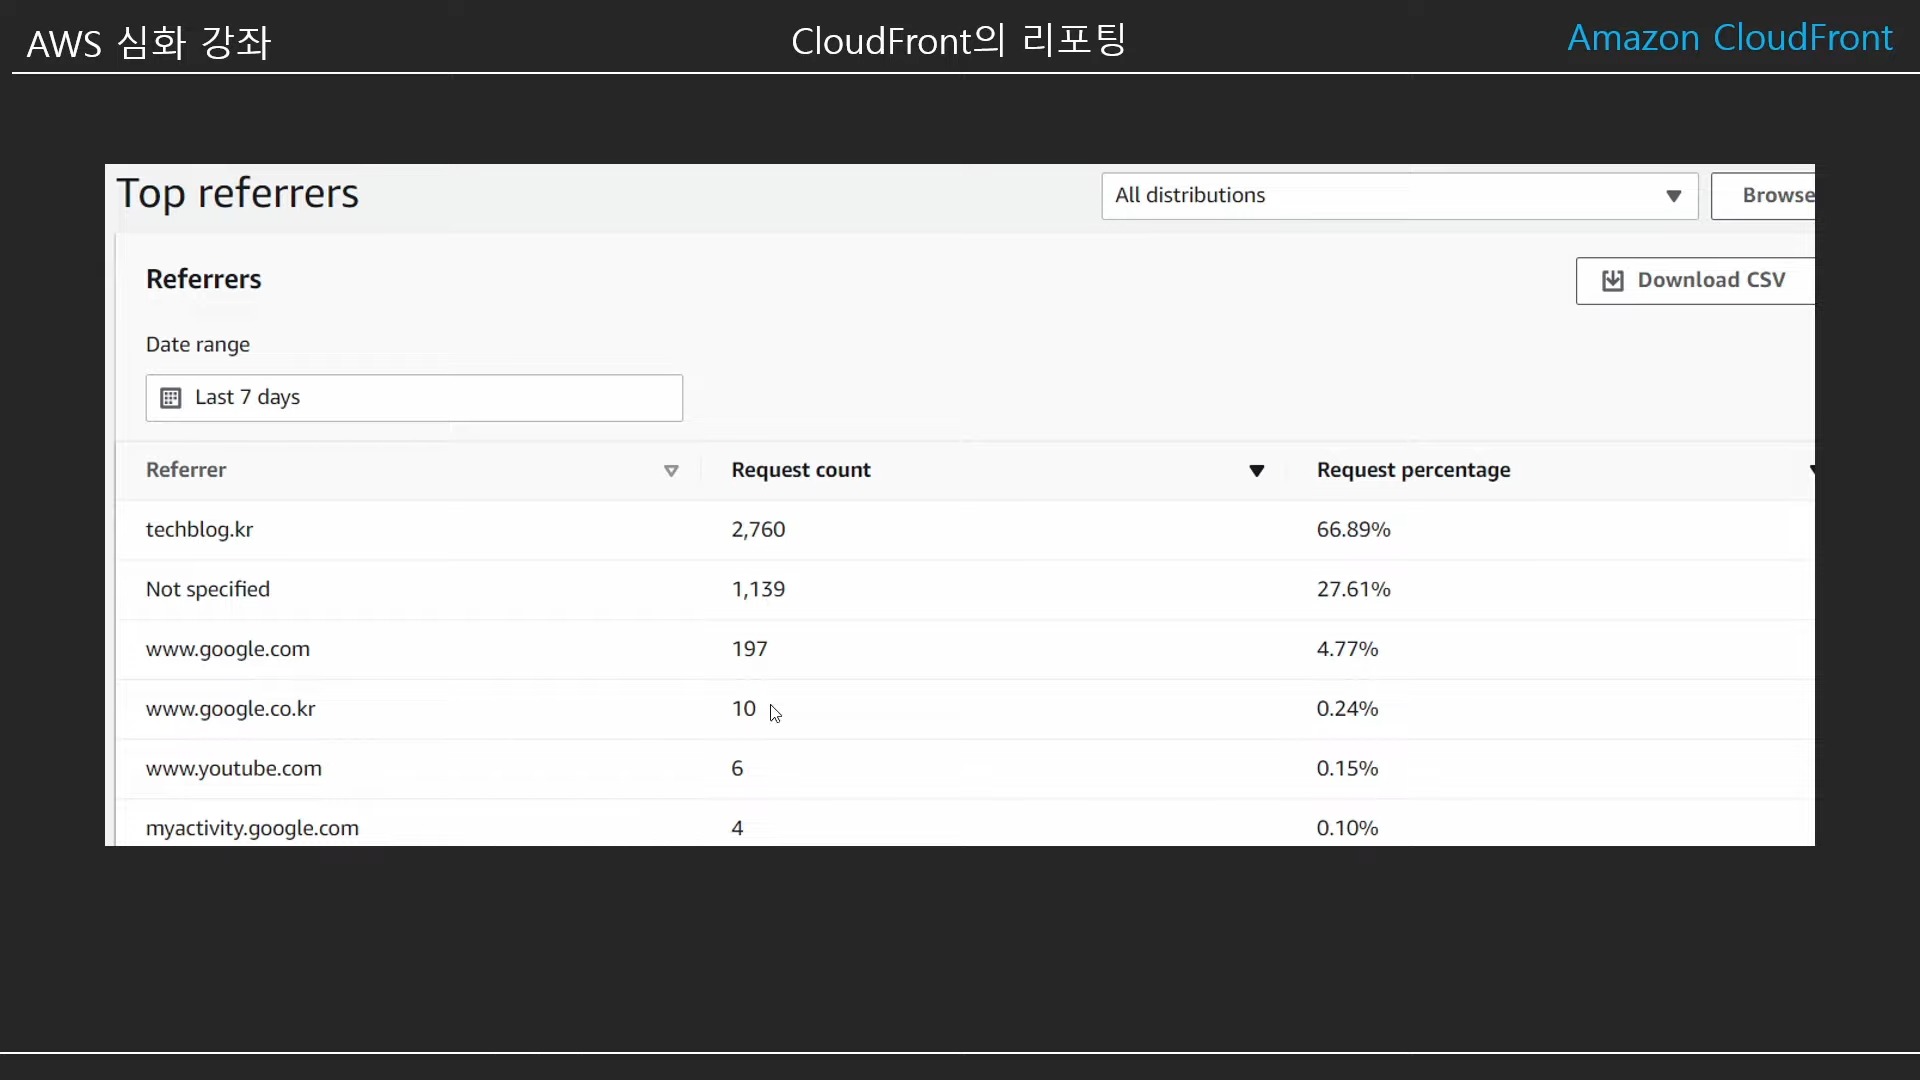 AWS 심화 강좌
CloudFront의 리포팅
Amazon CloudFront
Top referrers
All distributions
Browse
Referrers
Download CSV
Date range
Last 7 days
Referrer Request count Request percentage
techblog.kr 2,760 66.89%
Not specified 1,139 27.61%
www.google.com 197 4.77%
www.google.co.kr 10 0.24%
www.youtube.com 6 0.15%
myactivity.google.com 4 0.10%